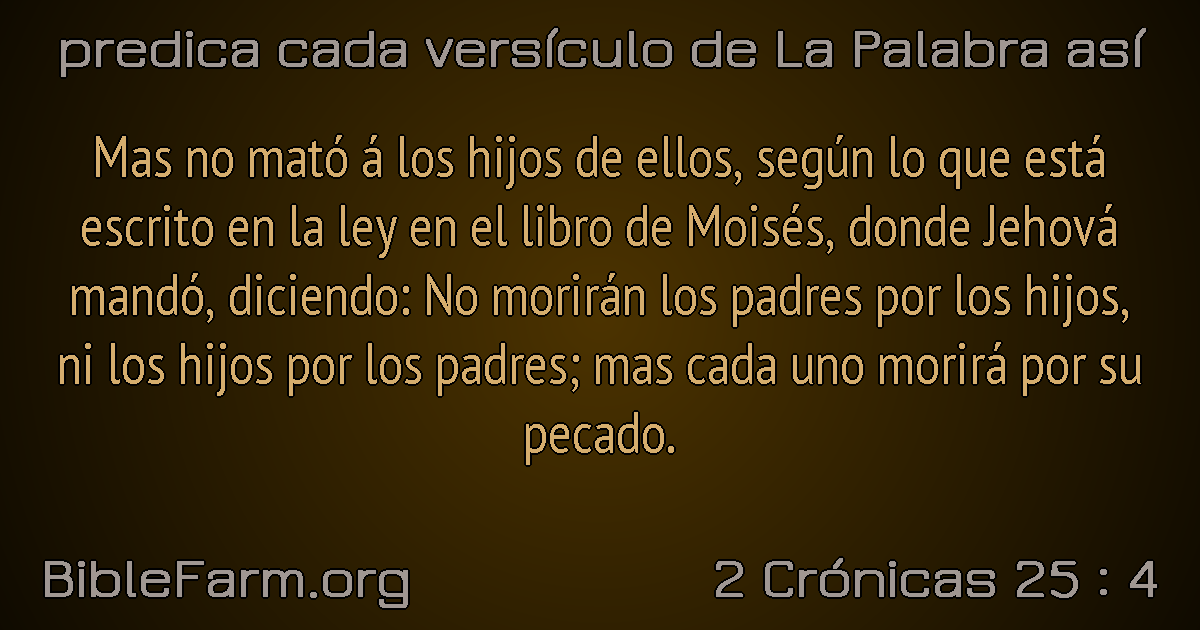 predica cada versículo de La Palabra así
Mas no mató á los hijos de ellos, según lo que está
escrito en la ley en el libro de Moisés, donde Jehová
mandó, diciendo: No morirán los padres por los hijos,
ni los hijos por los padres; mas cada uno morirá por su
pecado.
BibleFarm.org
2 Crónicas 25 : 4